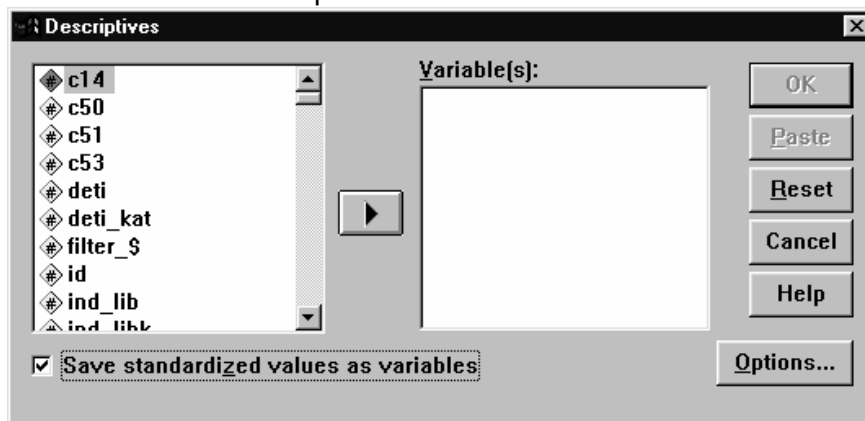 Descriptives
c14
c50
c51
c53
deti
deti_kat
filter_$
id
ind_lib
ind_libk
Variable(s):
OK
Paste
Reset
Cancel
Help
Save standardized values as variables
Options...